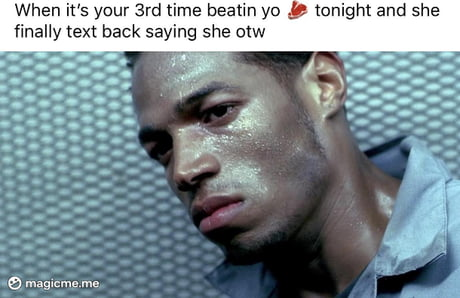 When it's your 3rd time beatin yo 🥩 tonight and she
finally text back saying she otw
magicme.me